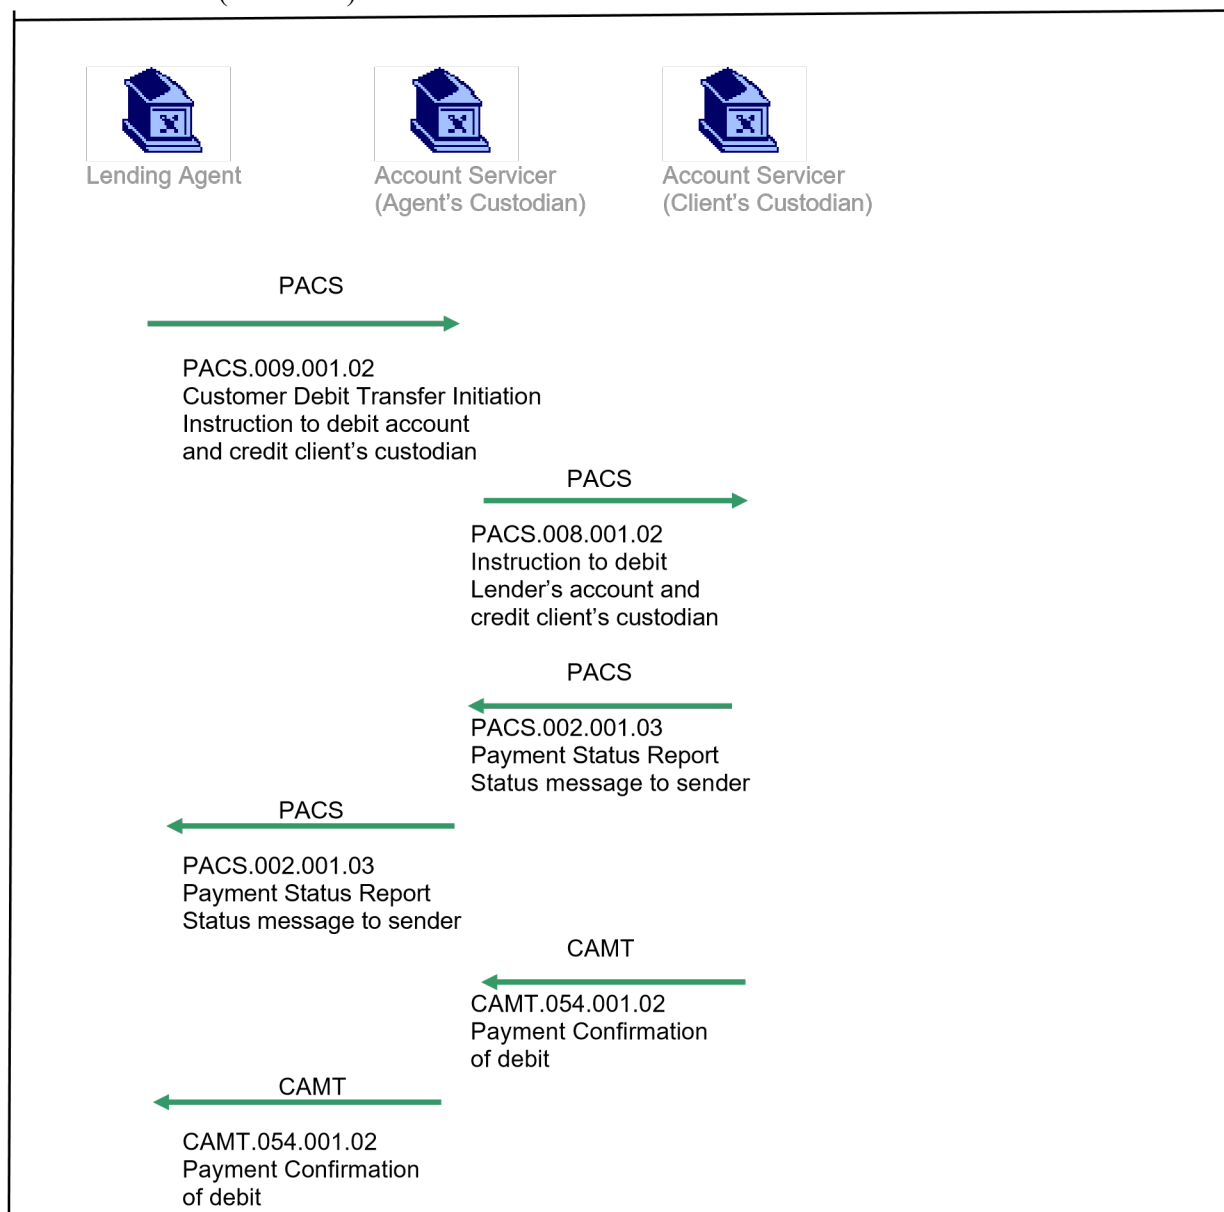 Lending Agent
Account Servicer
(Agent's Custodian)
Account Servicer
(Client's Custodian)
PACS
PACS.009.001.02
Customer Debit Transfer Initiation
Instruction to debit account
and credit client's custodian
PACS
PACS.008.001.02
Instruction to debit
Lender's account and
credit client's custodian
PACS
PACS.002.001.03
Payment Status Report
Status message to sender
PACS
PACS.002.001.03
Payment Status Report
Status message to sender
CAMT
CAMT.054.001.02
Payment Confirmation
of debit
CAMT
CAMT.054.001.02
Payment Confirmation
of debit